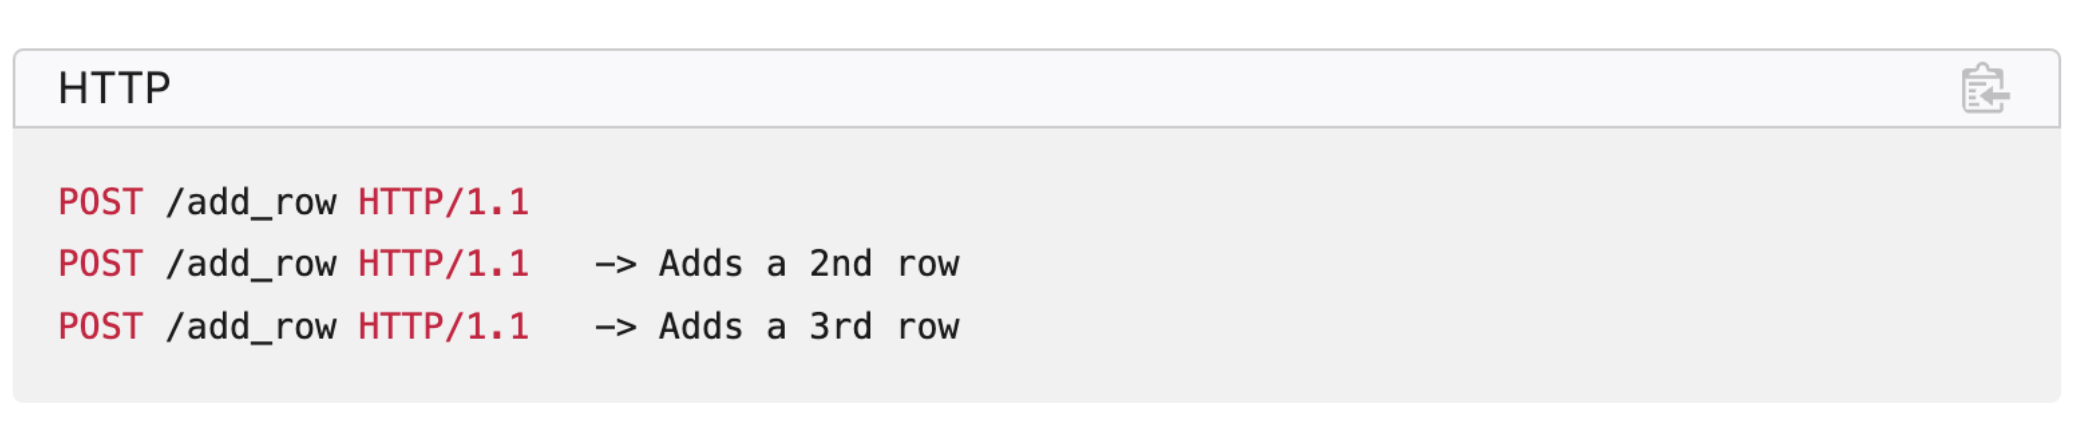 HTTP
POST /add_row HTTP/1.1
POST /add_row HTTP/1.1   -> Adds a 2nd row
POST /add_row HTTP/1.1   -> Adds a 3rd row